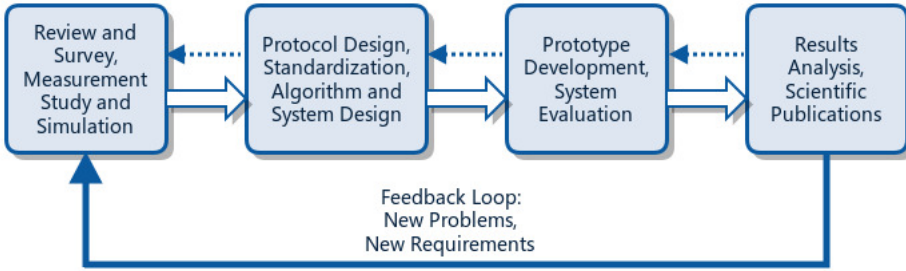 Review and
Survey,
Measurement
Study and
Simulation
Protocol Design,
Standardization,
Algorithm and
System Design
Prototype
Development,
System
Evaluation
Results
Analysis,
Scientific
Publications
Feedback Loop:
New Problems,
New Requirements